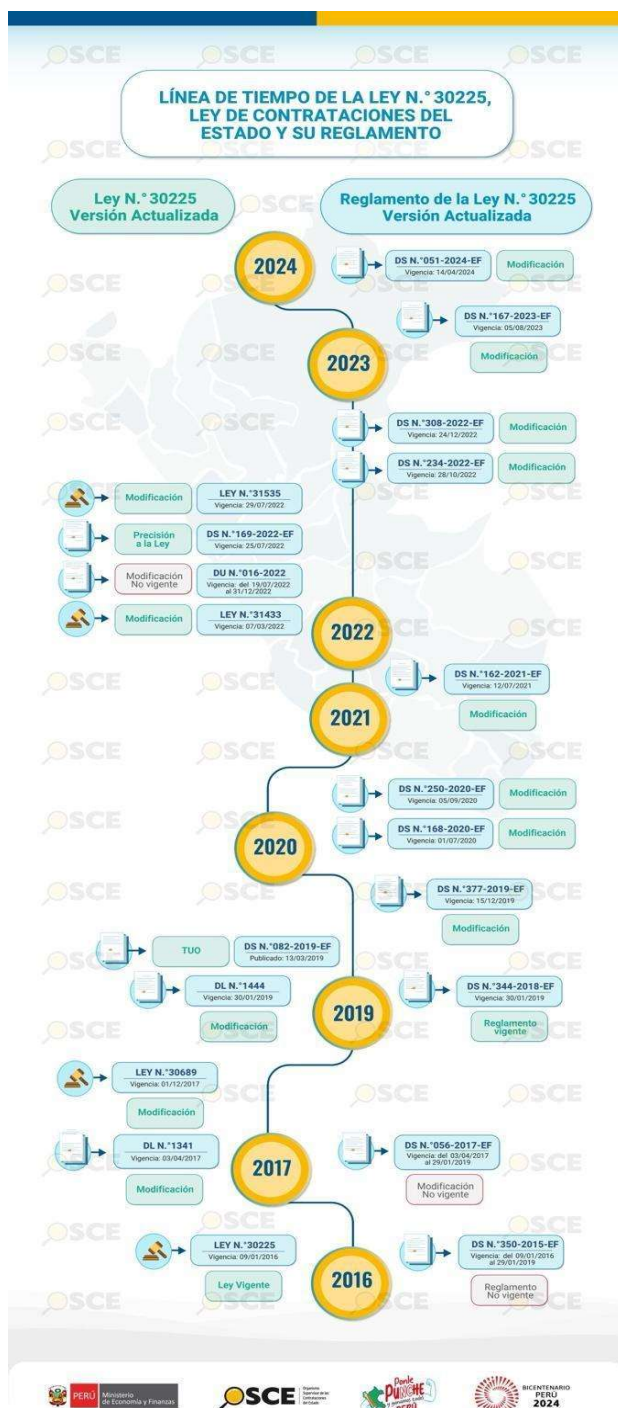 LÍNEA DE TIEMPO DE LA LEY N.° 30225,
LEY DE CONTRATACIONES DEL
ESTADO Y SU REGLAMENTO
Ley N.° 30225
Versión Actualizada
Reglamento de la Ley N.° 30225
Versión Actualizada
2024
DS N.°051-2024-EF
Vigencia: 14/04/2024
Modificación
DS N.°167-2023-EF
Vigencia: 05/08/2023
Modificación
2023
DS N.°308-2022-EF
Vigencia: 24/12/2022
Modificación
DS N.°234-2022-EF
Vigencia: 28/10/2022
Modificación
Modificación
LEY N.°31535
Vigencia: 29/07/2022
Precisión
a la Ley
DS N.°169-2022-EF
Vigencia: 25/07/2022
Modificación
No vigente
DU N.°016-2022
Vigencia: del 19/07/2022
al 31/12/2022
Modificación
LEY N.°31433
Vigencia: 07/03/2022
2022
DS N.°162-2021-EF
Vigencia: 12/07/2021
Modificación
2021
DS N.°250-2020-EF
Vigencia: 05/09/2020
Modificación
DS N.°168-2020-EF
Vigencia: 01/07/2020
Modificación
2020
DS N.°377-2019-EF
Vigencia: 15/12/2019
Modificación
TUO
DS N.°082-2019-EF
Publicado: 13/03/2019
DL N.°1444
Vigencia: 30/01/2019
Modificación
2019
DS N.°344-2018-EF
Vigencia: 30/01/2019
Reglamento
vigente
LEY N.°30689
Vigencia: 01/12/2017
Modificación
DL N.°1341
Vigencia: 03/04/2017
Modificación
2017
DS N.°056-2017-EF
Vigencia: del 03/04/2017
al 29/01/2019
Modificación
No vigente
LEY N.°30225
Vigencia: 09/01/2016
Ley Vigente
2016
DS N.°350-2015-EF
Vigencia: del 09/01/2016
al 29/01/2019
Reglamento
No vigente
PERÚ
Ministerio
de Economía y Finanzas
OSCE
Organismo
Supervisor de las
Contrataciones
del Estado
Ponle
PUNCHE
PERÚ
BICENTENARIO
PERÚ
2024